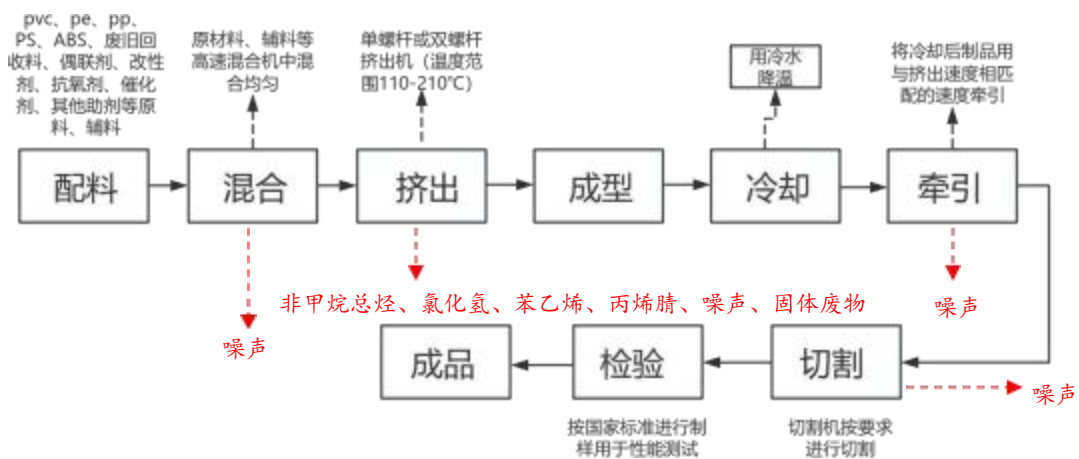 pvc、pe、pp、
PS、ABS、废旧回
收料、偶联剂、改性
剂、抗氧剂、催化
剂、其他助剂等原
料、辅料
原材料、辅料等
高速混合机中混
合均匀
单螺杆或双螺杆
挤出机（温度范
围110-210℃）
用冷水
降温
将冷却后制品用
与挤出速度相匹
配的速度牵引
配料
混合
挤出
成型
冷却
牵引
非甲烷总烃、氯化氢、苯乙烯、丙烯腈、噪声、固体废物
噪声
噪声
成品
检验
切割
噪声
按国家标准进行制
样用于性能测试
切割机按要求
进行切割